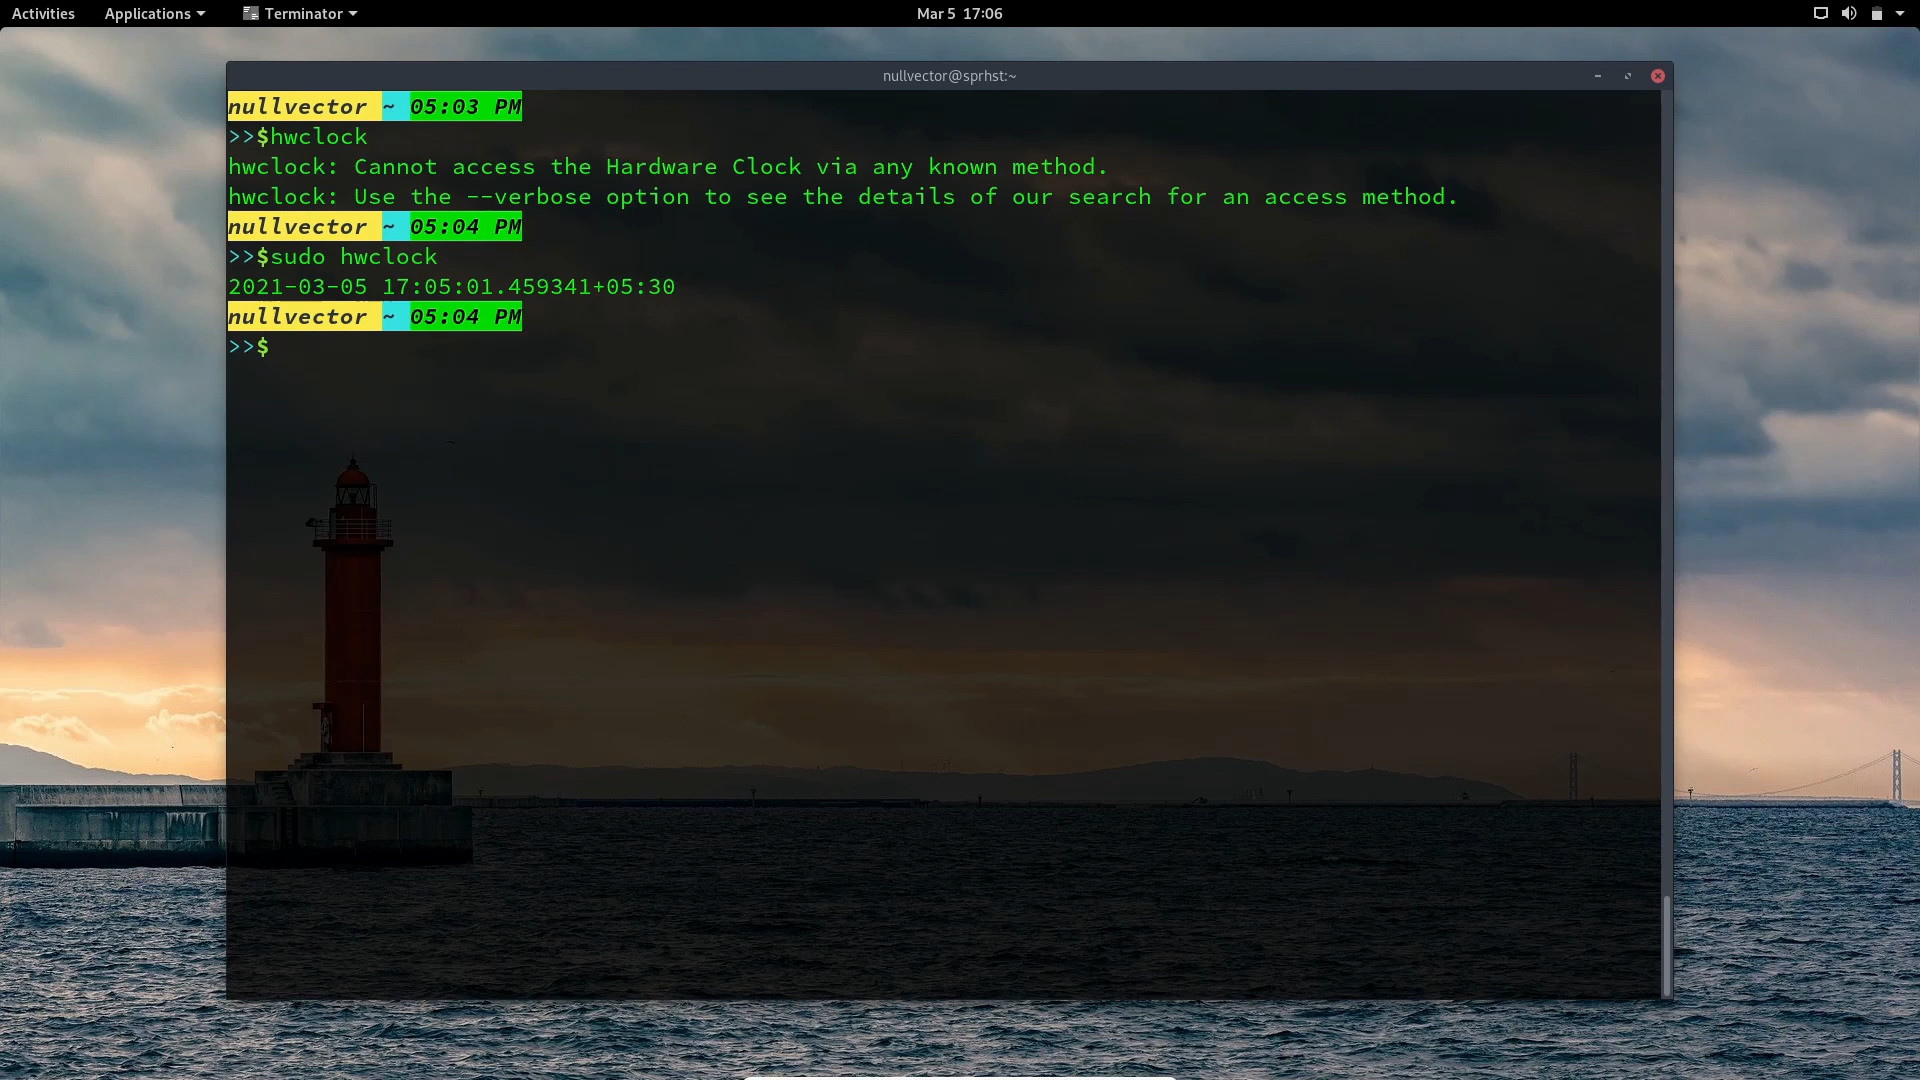 Activities Applications Terminator Mar 5 17:06
nullvector@sprhst:~
nullvector ~ 05:03 PM
>>$hwclock
hwclock: Cannot access the Hardware Clock via any known method.
hwclock: Use the --verbose option to see the details of our search for an access method.
nullvector ~ 05:04 PM
>>$sudo hwclock
2021-03-05 17:05:01.459341+05:30
nullvector ~ 05:04 PM
>>$